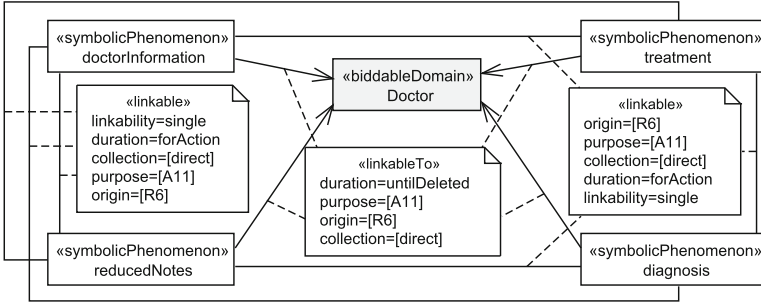 «symbolicPhenomenon»
doctorInformation
«symbolicPhenomenon»
treatment
«biddableDomain»
Doctor
«linkable»
linkability=single
duration=forAction
collection=[direct]
purpose=[A11]
origin=[R6]
«linkable»
origin=[R6]
purpose=[A11]
collection=[direct]
duration=forAction
linkability=single
«linkableTo»
duration=untilDeleted
purpose=[A11]
origin=[R6]
collection=[direct]
«symbolicPhenomenon»
reducedNotes
«symbolicPhenomenon»
diagnosis